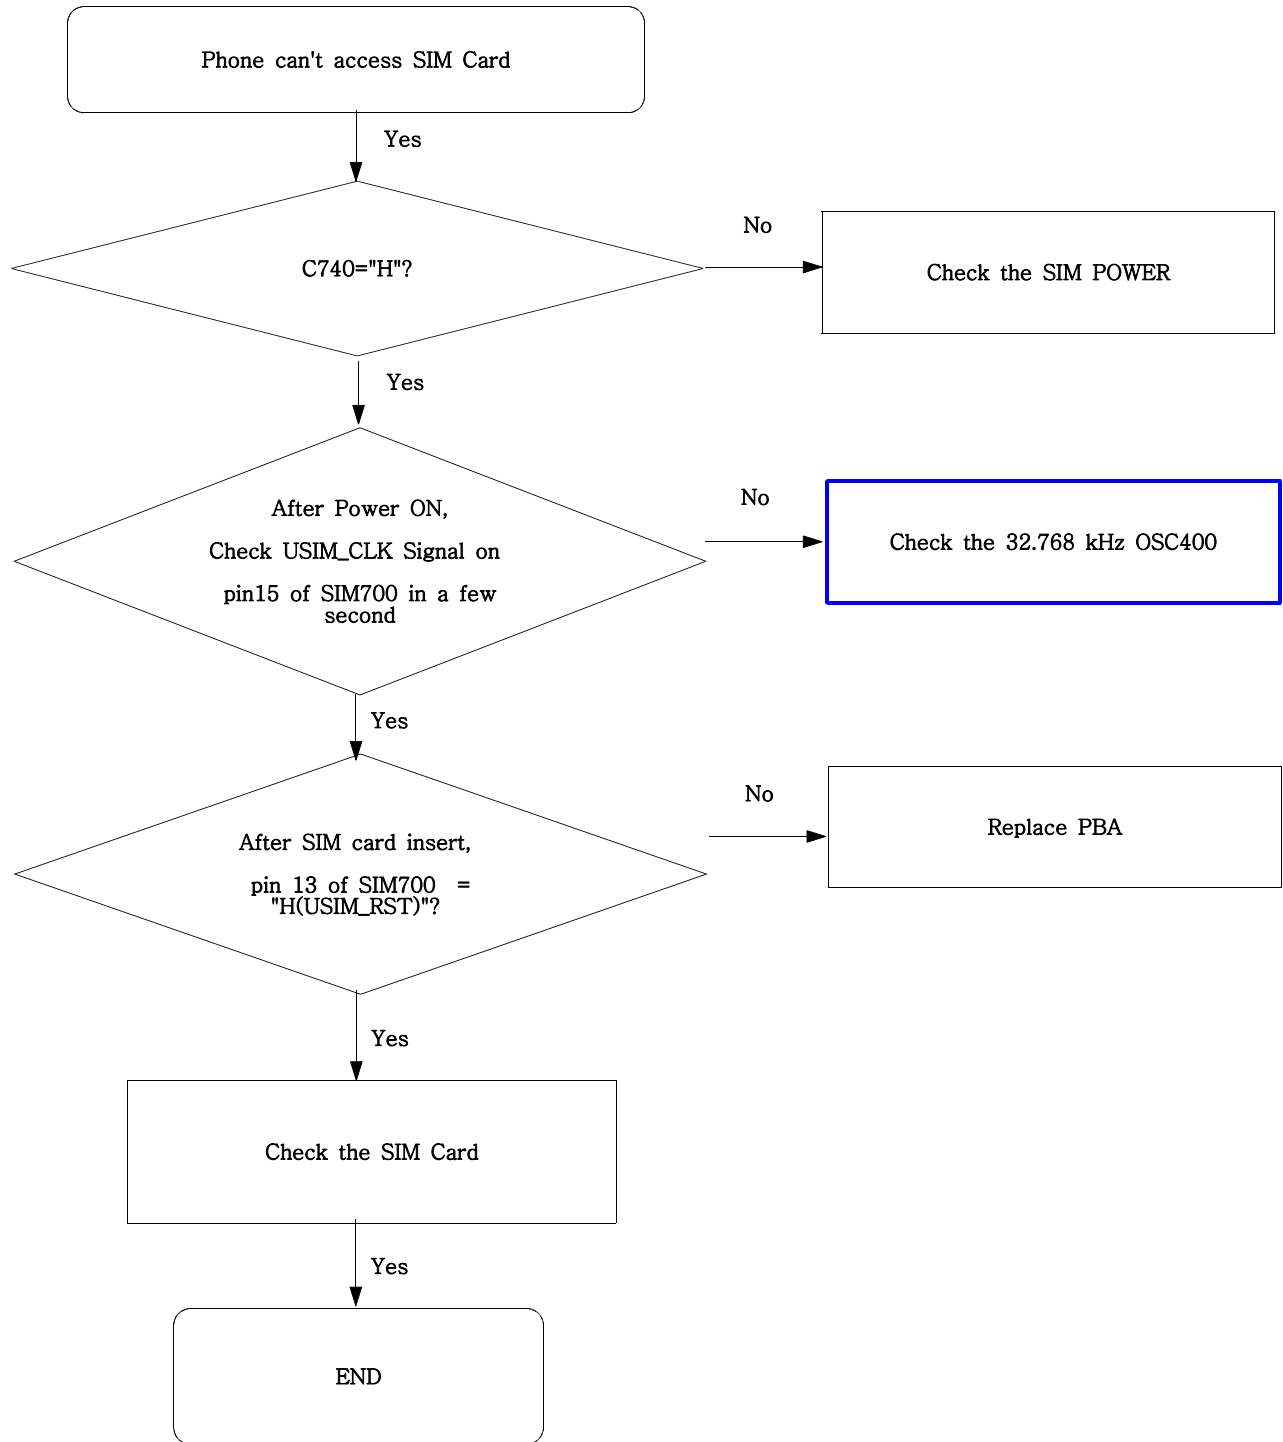 Phone can't access SIM Card
Yes
C740="H"?
No
Check the SIM POWER
Yes
After Power ON,
Check USIM_CLK Signal on
pin15 of SIM700 in a few
second
No
Check the 32.768 kHz OSC400
Yes
After SIM card insert,
pin 13 of SIM700 =
"H(USIM_RST)"?
No
Replace PBA
Yes
Check the SIM Card
Yes
END